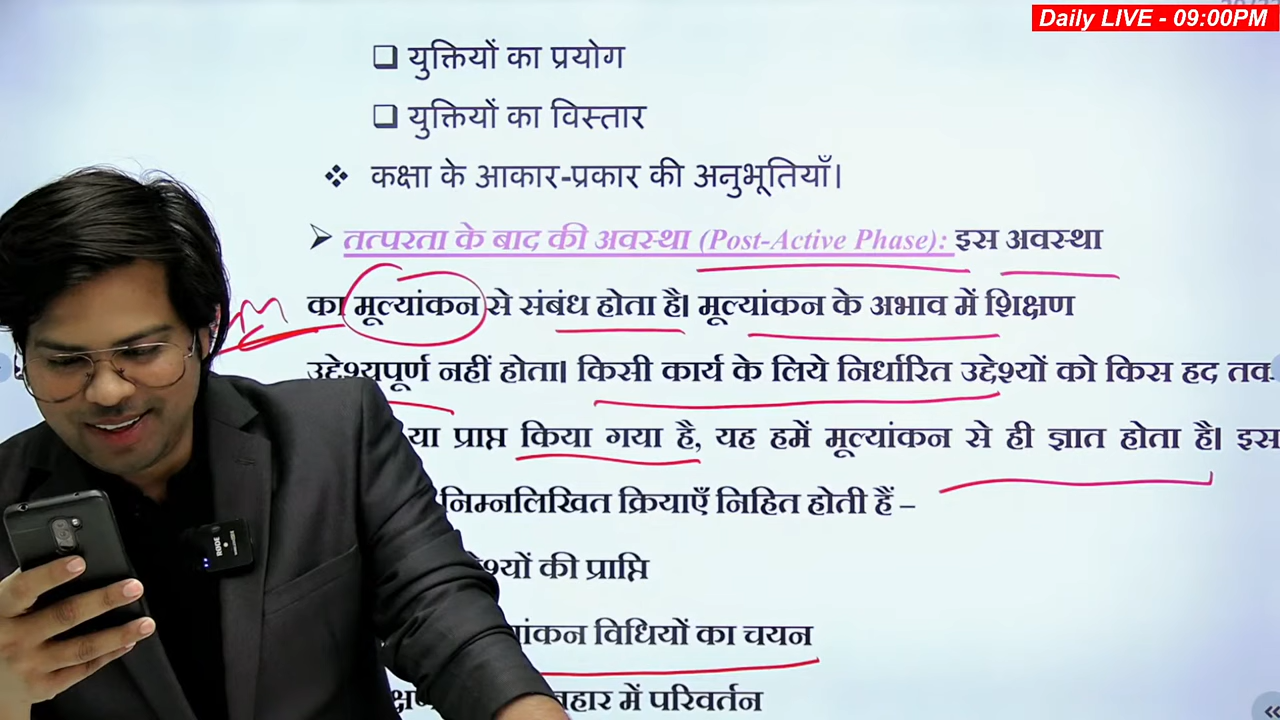 Daily LIVE - 09:00PM
युक्तियों का प्रयोग
युक्तियों का विस्तार
कक्षा के आकार-प्रकार की अनुभूतियाँ।
तत्परता के बाद की अवस्था (Post-Active Phase): इस अवस्था
का मूल्यांकन से संबंध होता है। मूल्यांकन के अभाव में शिक्षण
उद्देश्यपूर्ण नहीं होता। किसी कार्य के लिये निर्धारित उद्देश्यों को किस हद तक
या प्राप्त किया गया है, यह हमें मूल्यांकन से ही ज्ञात होता है। इस
निम्नलिखित क्रियाएँ निहित होती हैं –
की प्राप्ति
विधियों का चयन
में परिवर्तन
RODE